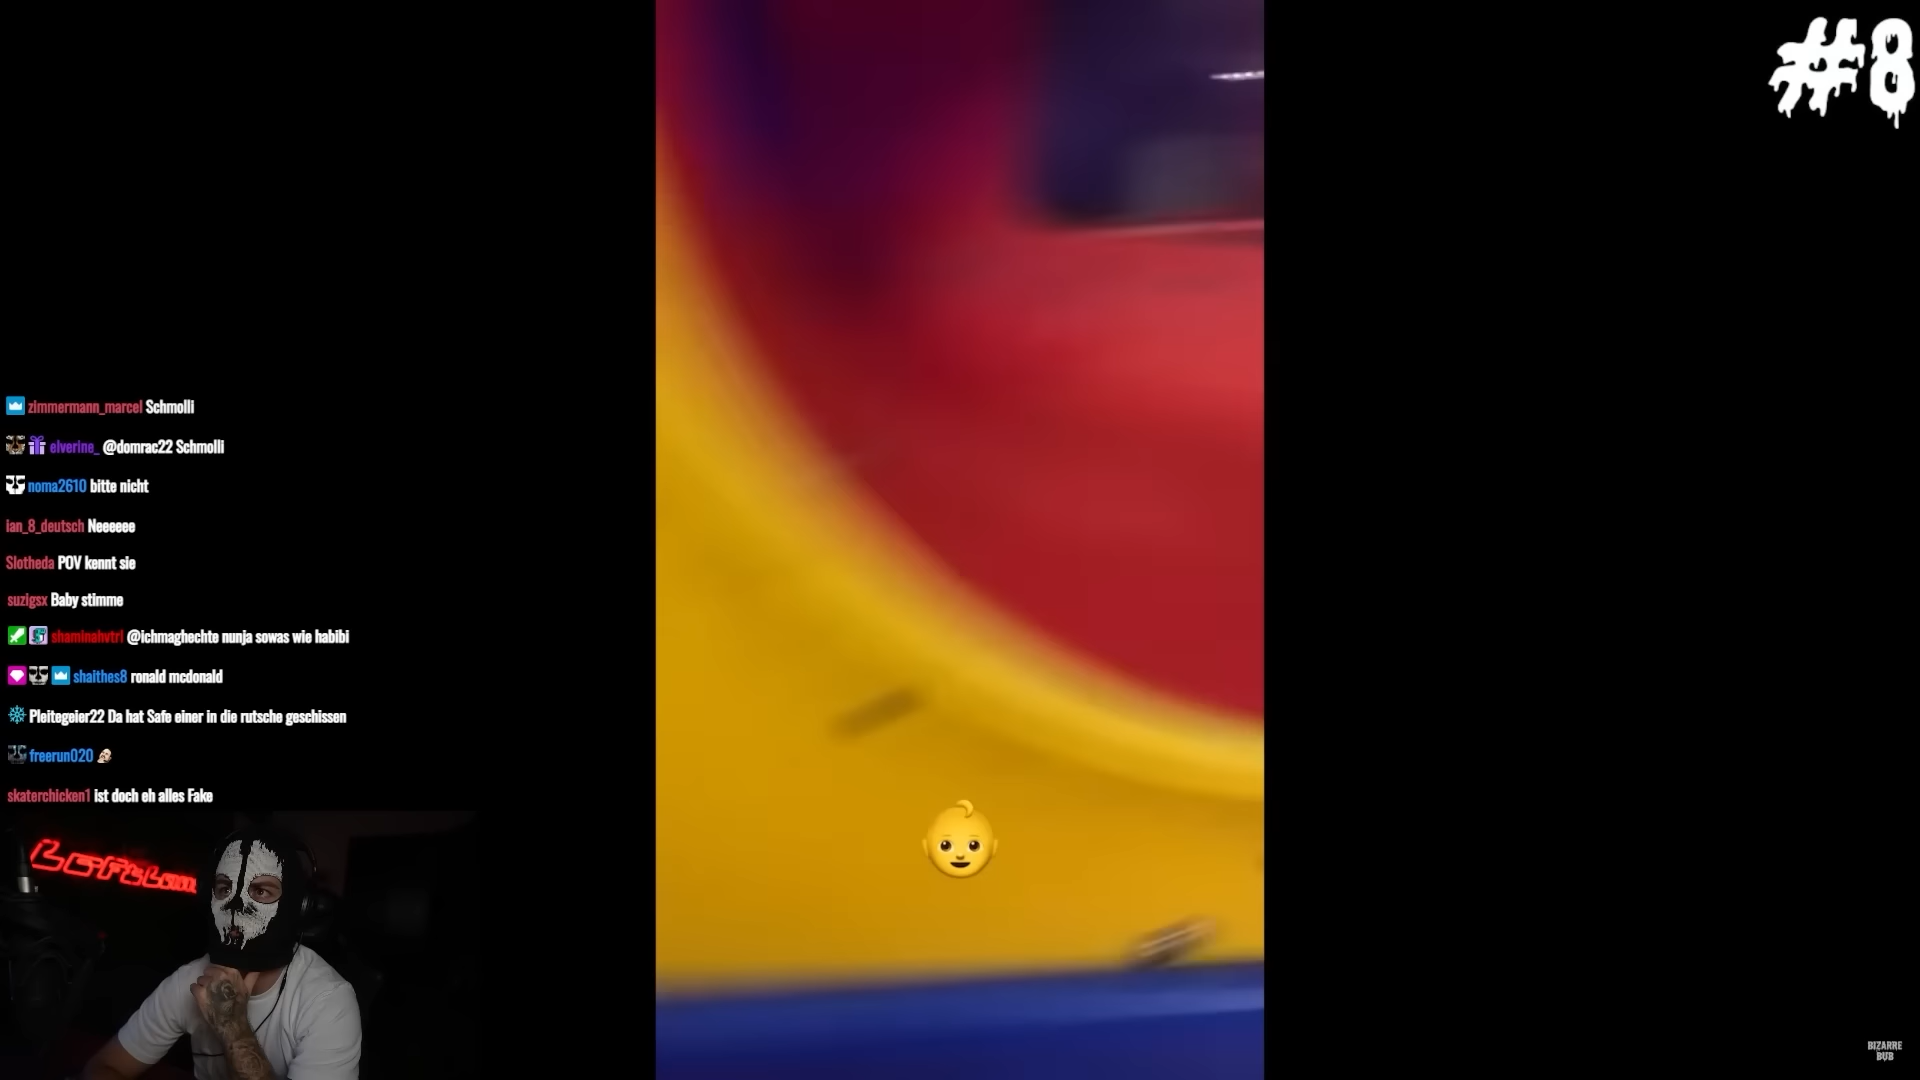 #8
zimmermann_marcel Schmolli
elverine_ @domrac22 Schmolli
noma2610 bitte nicht
ian_8_deutsch Neeeeee
Slotheda POV kennt sie
suzigsx Baby stimme
shaminahvtrl @ichmaghechte nunja sowas wie habibi
shaithes8 ronald mcdonald
Pleitegeier22 Da hat Safe einer in die rutsche geschissen
freerun020
skaterchicken1 ist doch eh alles Fake
BIZARRE
BUB